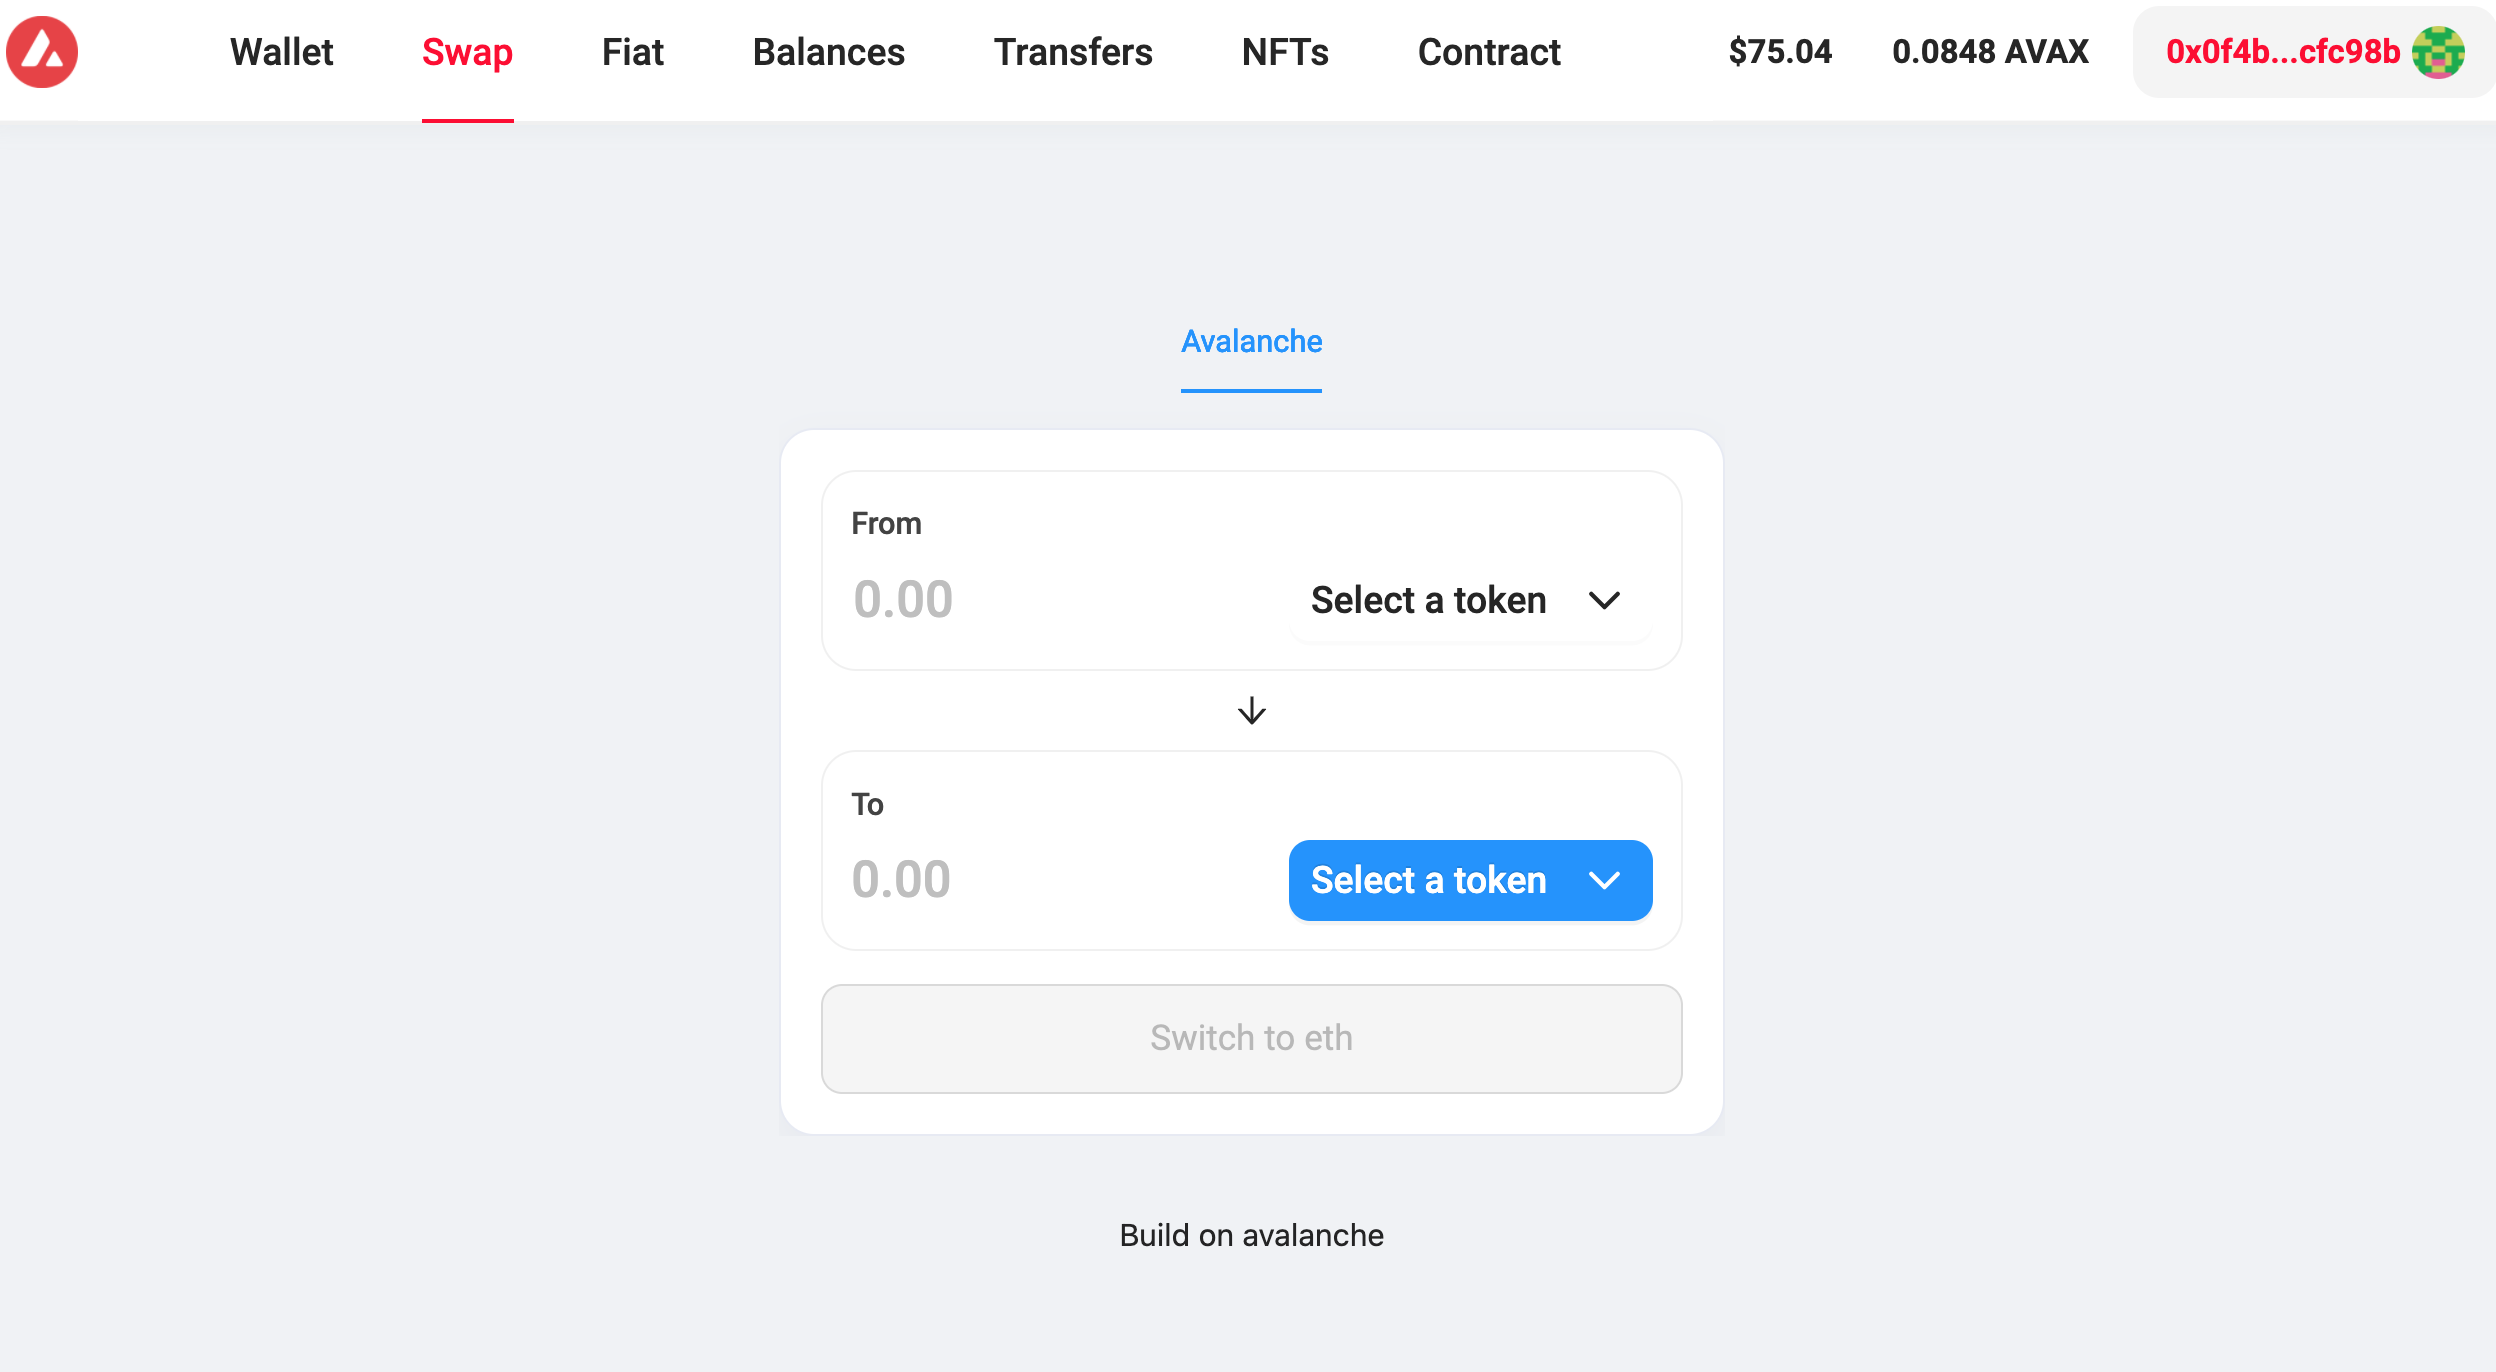 Wallet Swap Fiat Balances Transfers NFTs Contract $75.04 0.0848 AVAX 0x0f4b...cfc98b
Avalanche
From
0.00 Select a token
To
0.00 Select a token
Switch to eth
Build on avalanche